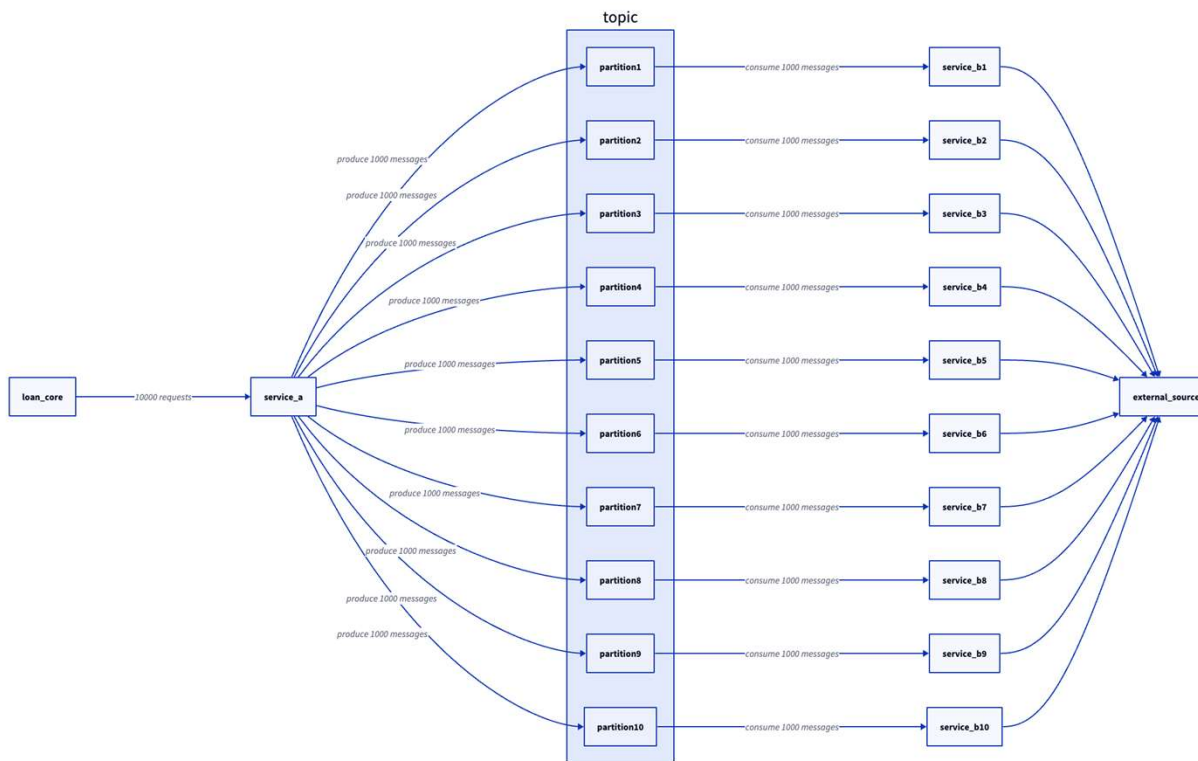 topic
partition1
consume 1000 messages
service_b1
partition2
consume 1000 messages
service_b2
produce 1000 messages
produce 1000 messages
partition3
consume 1000 messages
service_b3
produce 1000 messages
partition4
consume 1000 messages
service_b4
produce 1000 messages
partition5
consume 1000 messages
service_b5
produce 1000 messages
loan_core
10000 requests
service_a
external_source
produce 1000 messages
partition6
consume 1000 messages
service_b6
produce 1000 messages
partition7
consume 1000 messages
service_b7
produce 1000 messages
partition8
consume 1000 messages
service_b8
produce 1000 messages
produce 1000 messages
partition9
consume 1000 messages
service_b9
partition10
consume 1000 messages
service_b10